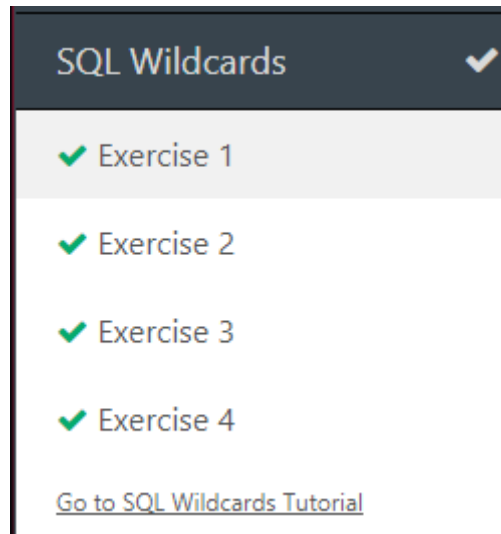 SQL Wildcards
Exercise 1
Exercise 2
Exercise 3
Exercise 4
Go to SQL Wildcards Tutorial